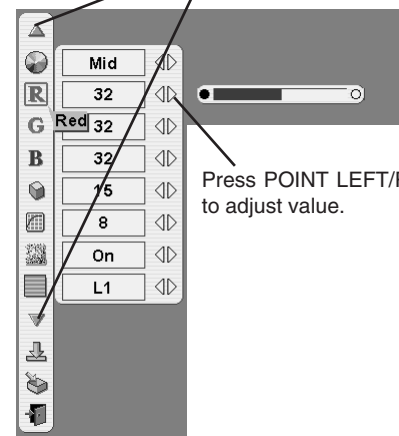 Mid
R 32
G Red 32
B 32
15
8
On
L1
Press POINT LEFT/
to adjust value.